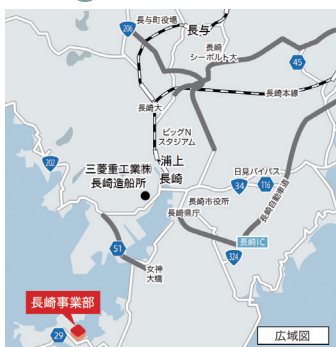 長与町役場
206
長与
長崎
シーボルト大
45
長崎大
長崎本線
ビッグN
スタジアム
202
浦上
三菱重工業㈱
長崎造船所
長崎
日見バイパス
34
116
長崎市役所
長崎県庁
長崎自動車道
51
長崎IC
324
女神
大橋
長崎事業部
29
広域図